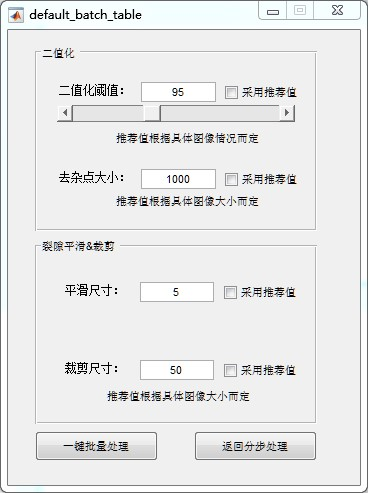 default_batch_table
二值化
二值化阈值： 95 采用推荐值
推荐值根据具体图像情况而定
去杂点大小： 1000 采用推荐值
推荐值根据具体图像大小而定
裂隙平滑&裁剪
平滑尺寸： 5 采用推荐值
裁剪尺寸： 50 采用推荐值
推荐值根据具体图像大小而定
一键批量处理 返回分步处理